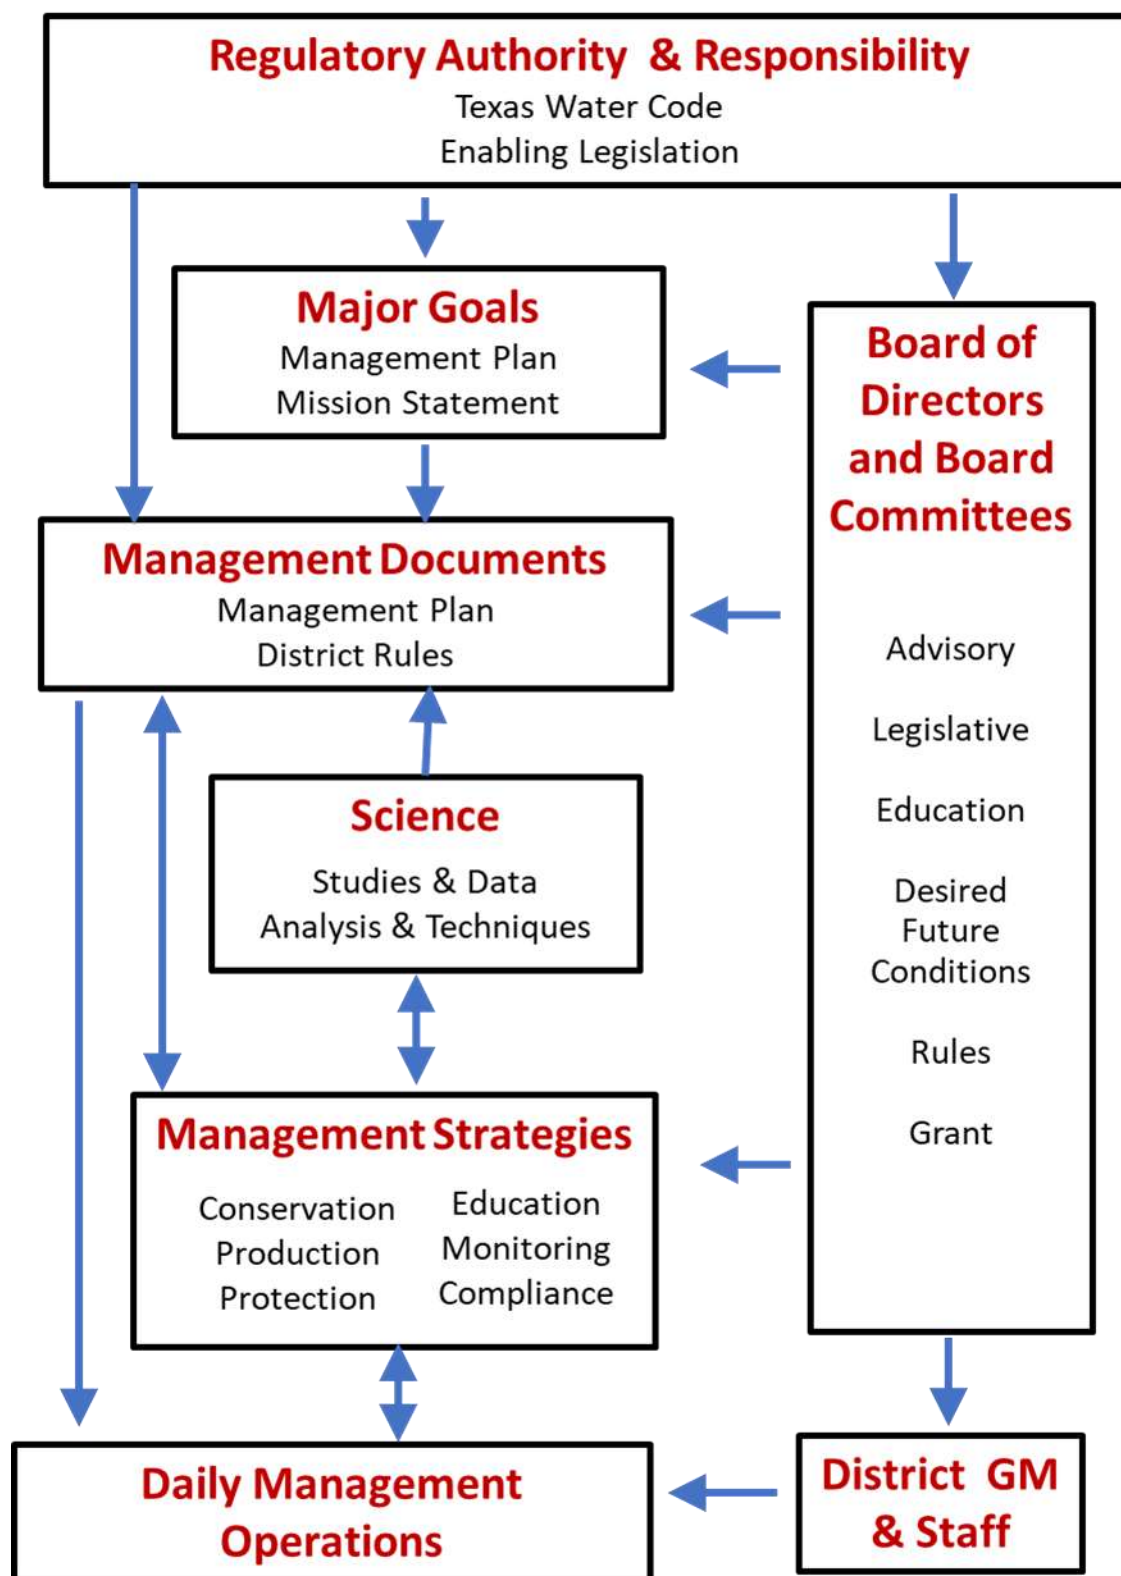 Regulatory Authority & Responsibility
Texas Water Code
Enabling Legislation
Major Goals
Management Plan
Mission Statement
Management Documents
Management Plan
District Rules
Science
Studies & Data
Analysis & Techniques
Management Strategies
Conservation
Production
Protection
Education
Monitoring
Compliance
Daily Management
Operations
Board of
Directors
and Board
Committees
Advisory
Legislative
Education
Desired
Future
Conditions
Rules
Grant
District GM
& Staff